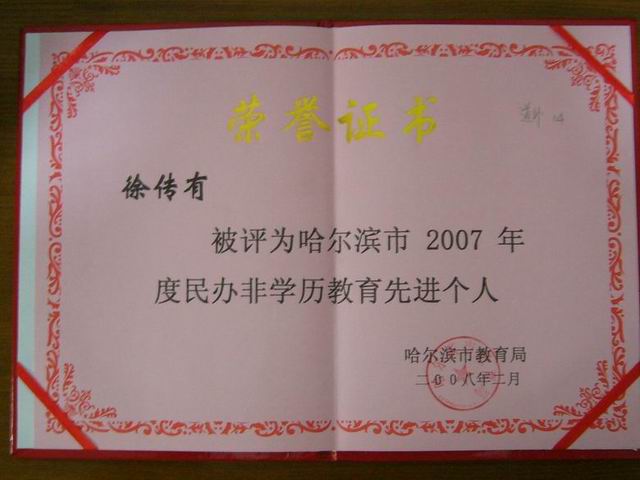 荣誉证书
徐传有
被评为哈尔滨市 2007 年
度民办非学历教育先进个人
哈尔滨市教育局
二〇〇八年二月